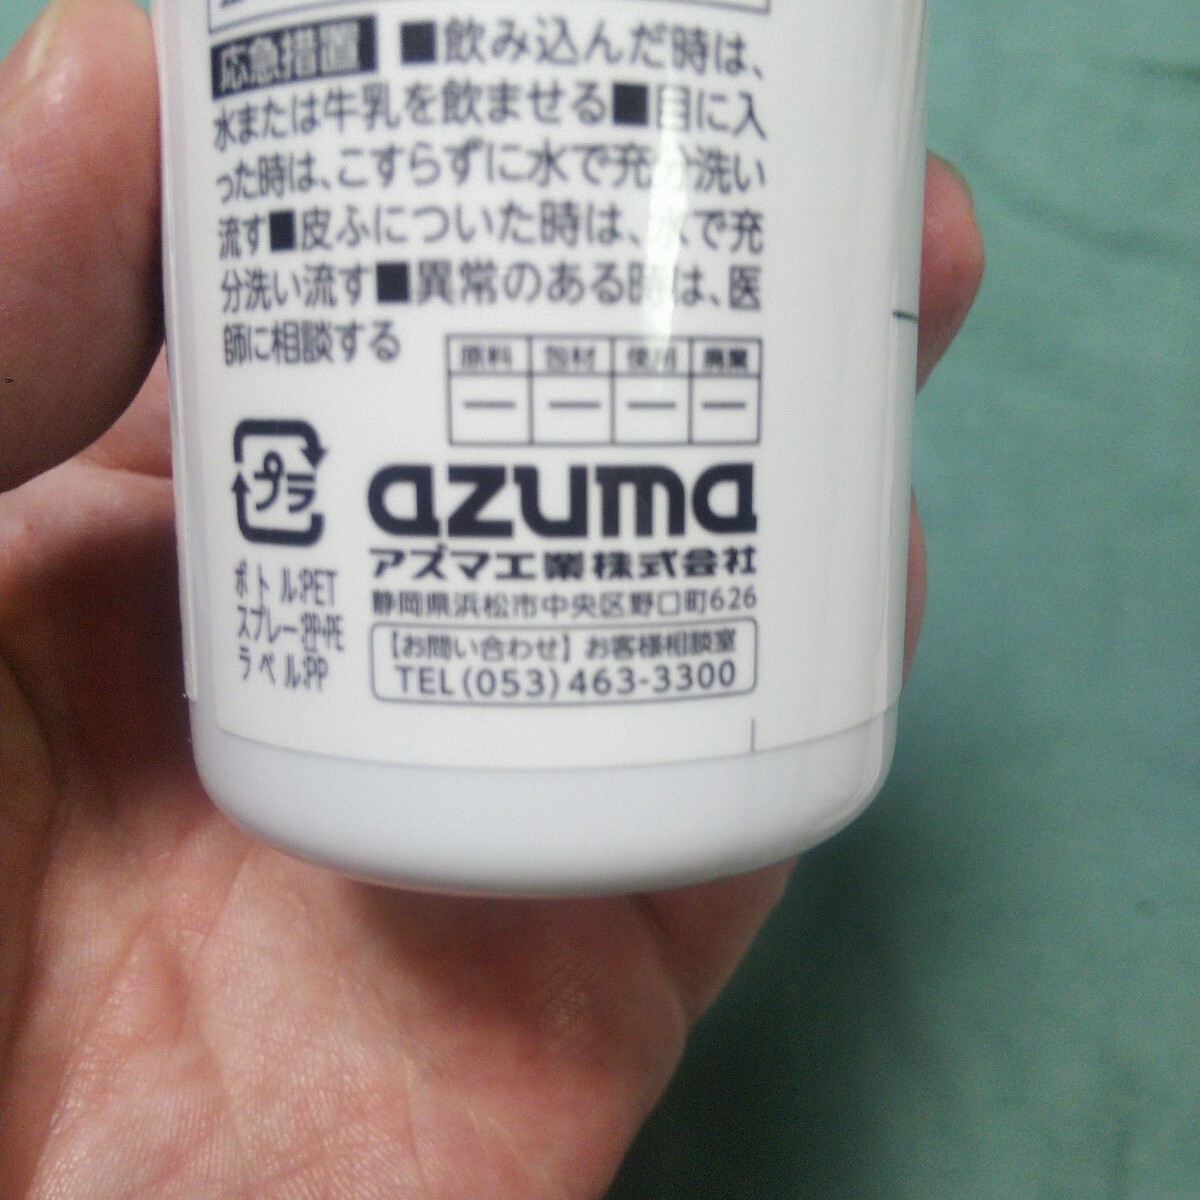 応急措置 ■飲み込んだ時は、
水または牛乳を飲ませる■目に入
った時は、こすらずに水で充分洗い
流す■皮ふについた時は、水で充
分洗い流す■異常のある時は、医
師に相談する
原料 包材 使用 廃棄
— — — —
プラ
azuma
アズマ工業株式会社
静岡県浜松市中央区野口町626
ボトル:PET
スプレー:PP・PE
ラベル:PP
【お問い合わせ】お客様相談室
TEL(053)463-3300